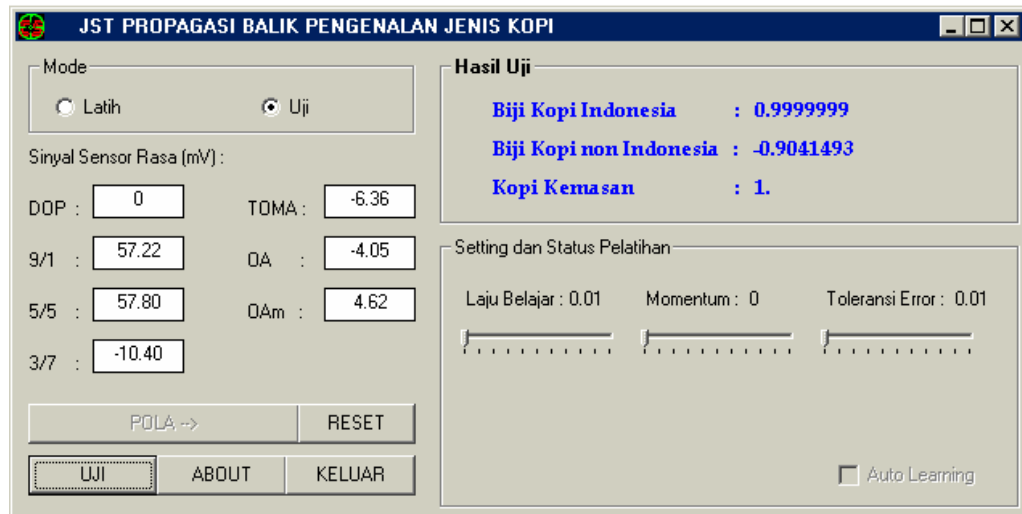 JST PROPAGASI BALIK PENGENALAN JENIS KOPI
Mode
Latih
Uji
Sinyal Sensor Rasa (mV) :
DOP : 0
TOMA : -6.36
9/1 : 57.22
OA : -4.05
5/5 : 57.80
OAm : 4.62
3/7 : -10.40
POLA -->
RESET
UJI
ABOUT
KELUAR
Hasil Uji
Biji Kopi Indonesia : 0.9999999
Biji Kopi non Indonesia : -0.9041493
Kopi Kemasan : 1.
Setting dan Status Pelatihan
Laju Belajar : 0.01
Momentum : 0
Toleransi Error : 0.01
Auto Learning